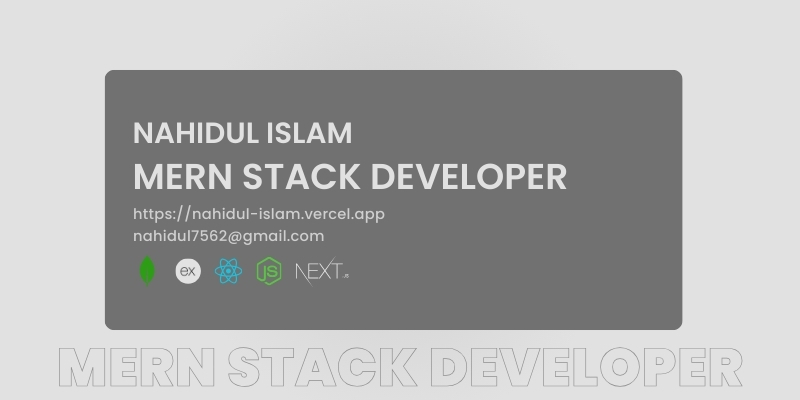 NAHIDUL ISLAM
MERN STACK DEVELOPER
https://nahidul-islam.vercel.app
nahidul7562@gmail.com
ex JS NEXT.JS
MERN STACK DEVELOPER